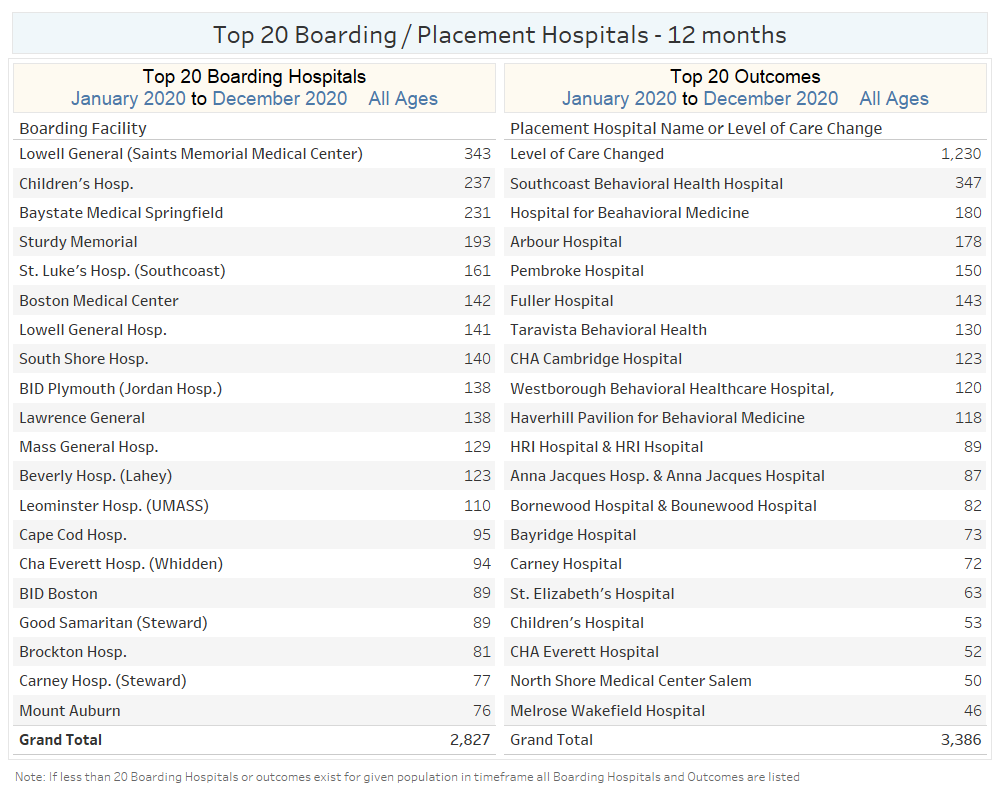 Top 20 Boarding / Placement Hospitals - 12 months
Top 20 Boarding Hospitals
January 2020 to December 2020 All Ages
Boarding Facility
Lowell General (Saints Memorial Medical Center) 343
Children's Hosp. 237
Baystate Medical Springfield 231
Sturdy Memorial 193
St. Luke's Hosp. (Southcoast) 161
Boston Medical Center 142
Lowell General Hosp. 141
South Shore Hosp. 140
BID Plymouth (Jordan Hosp.) 138
Lawrence General 138
Mass General Hosp. 129
Beverly Hosp. (Lahey) 123
Leominster Hosp. (UMASS) 110
Cape Cod Hosp. 95
Cha Everett Hosp. (Whidden) 94
BID Boston 89
Good Samaritan (Steward) 89
Brockton Hosp. 81
Carney Hosp. (Steward) 77
Mount Auburn 76
Grand Total 2,827
Top 20 Outcomes
January 2020 to December 2020 All Ages
Placement Hospital Name or Level of Care Change
Level of Care Changed 1,230
Southcoast Behavioral Health Hospital 347
Hospital for Beahavioral Medicine 180
Arbour Hospital 178
Pembroke Hospital 150
Fuller Hospital 143
Taravista Behavioral Health 130
CHA Cambridge Hospital 123
Westborough Behavioral Healthcare Hospital, 120
Haverhill Pavilion for Behavioral Medicine 118
HRI Hospital & HRI Hsopital 89
Anna Jacques Hosp. & Anna Jacques Hospital 87
Bornewood Hospital & Bounewood Hospital 82
Bayridge Hospital 73
Carney Hospital 72
St. Elizabeth's Hospital 63
Children's Hospital 53
CHA Everett Hospital 52
North Shore Medical Center Salem 50
Melrose Wakefield Hospital 46
Grand Total 3,386
Note: If less than 20 Boarding Hospitals or outcomes exist for given population in timeframe all Boarding Hospitals and Outcomes are listed